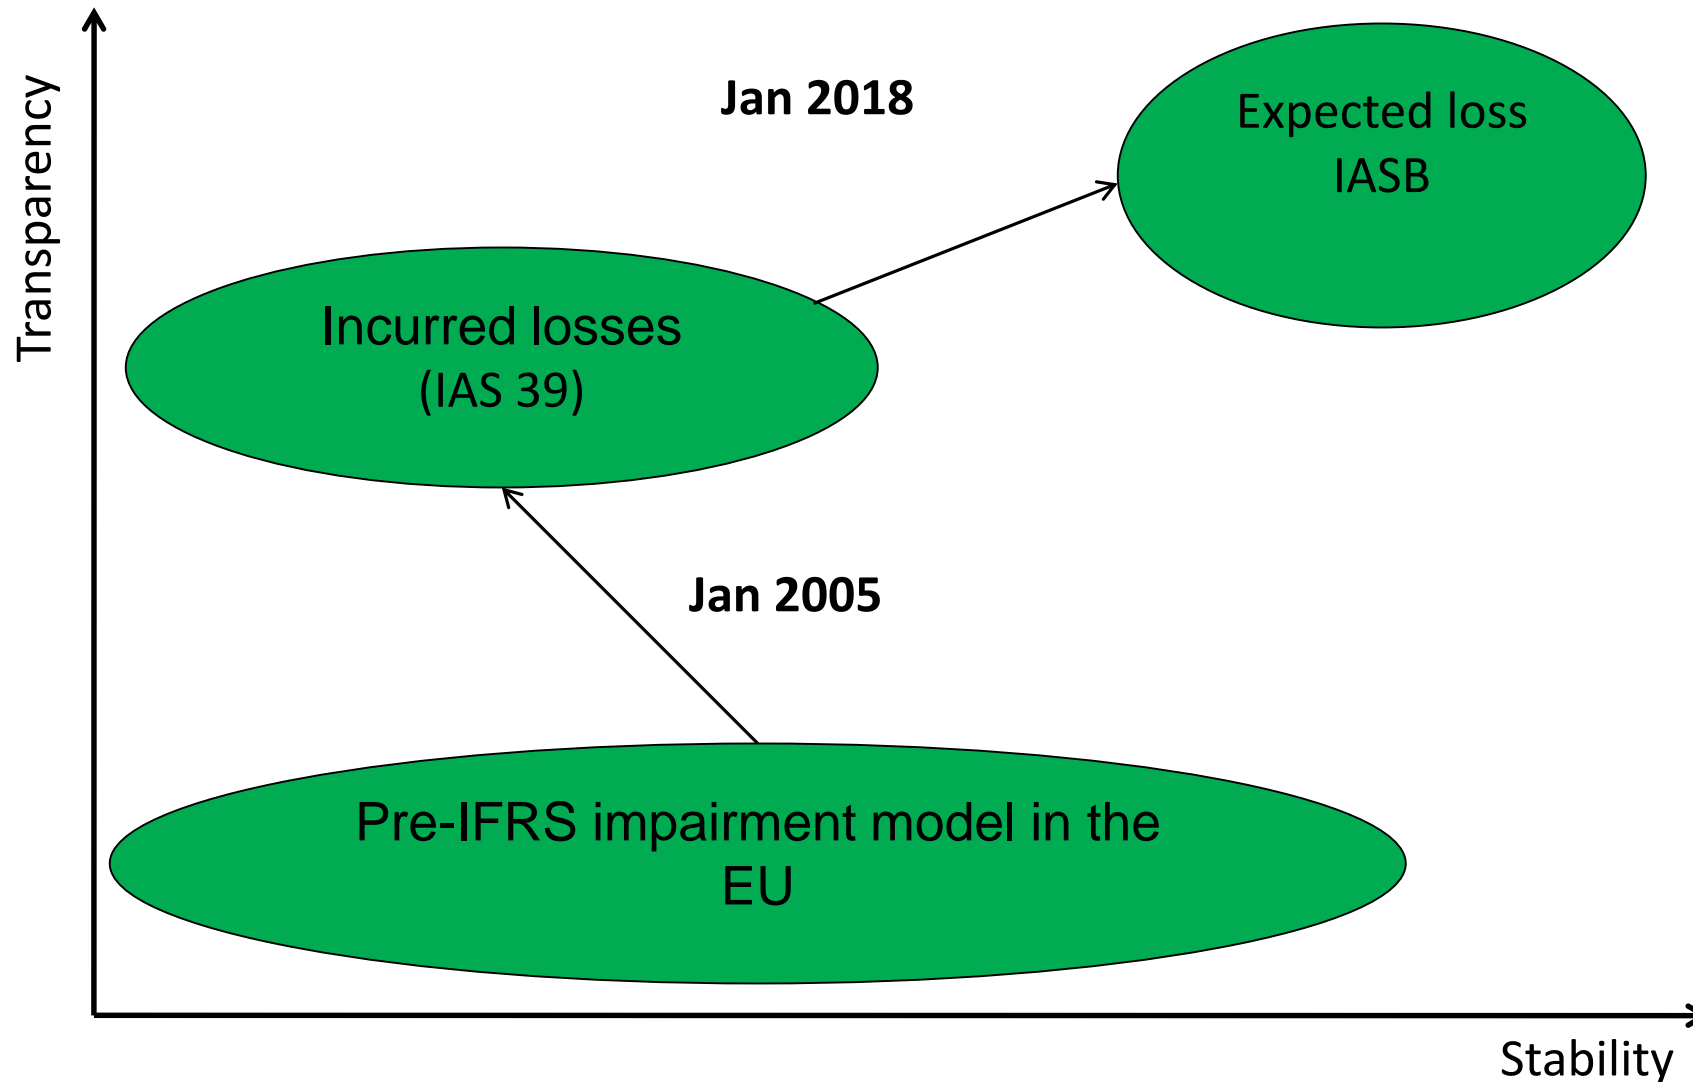 Transparency
Jan 2018
Expected loss
IASB
Incurred losses
(IAS 39)
Jan 2005
Pre-IFRS impairment model in the
EU
Stability